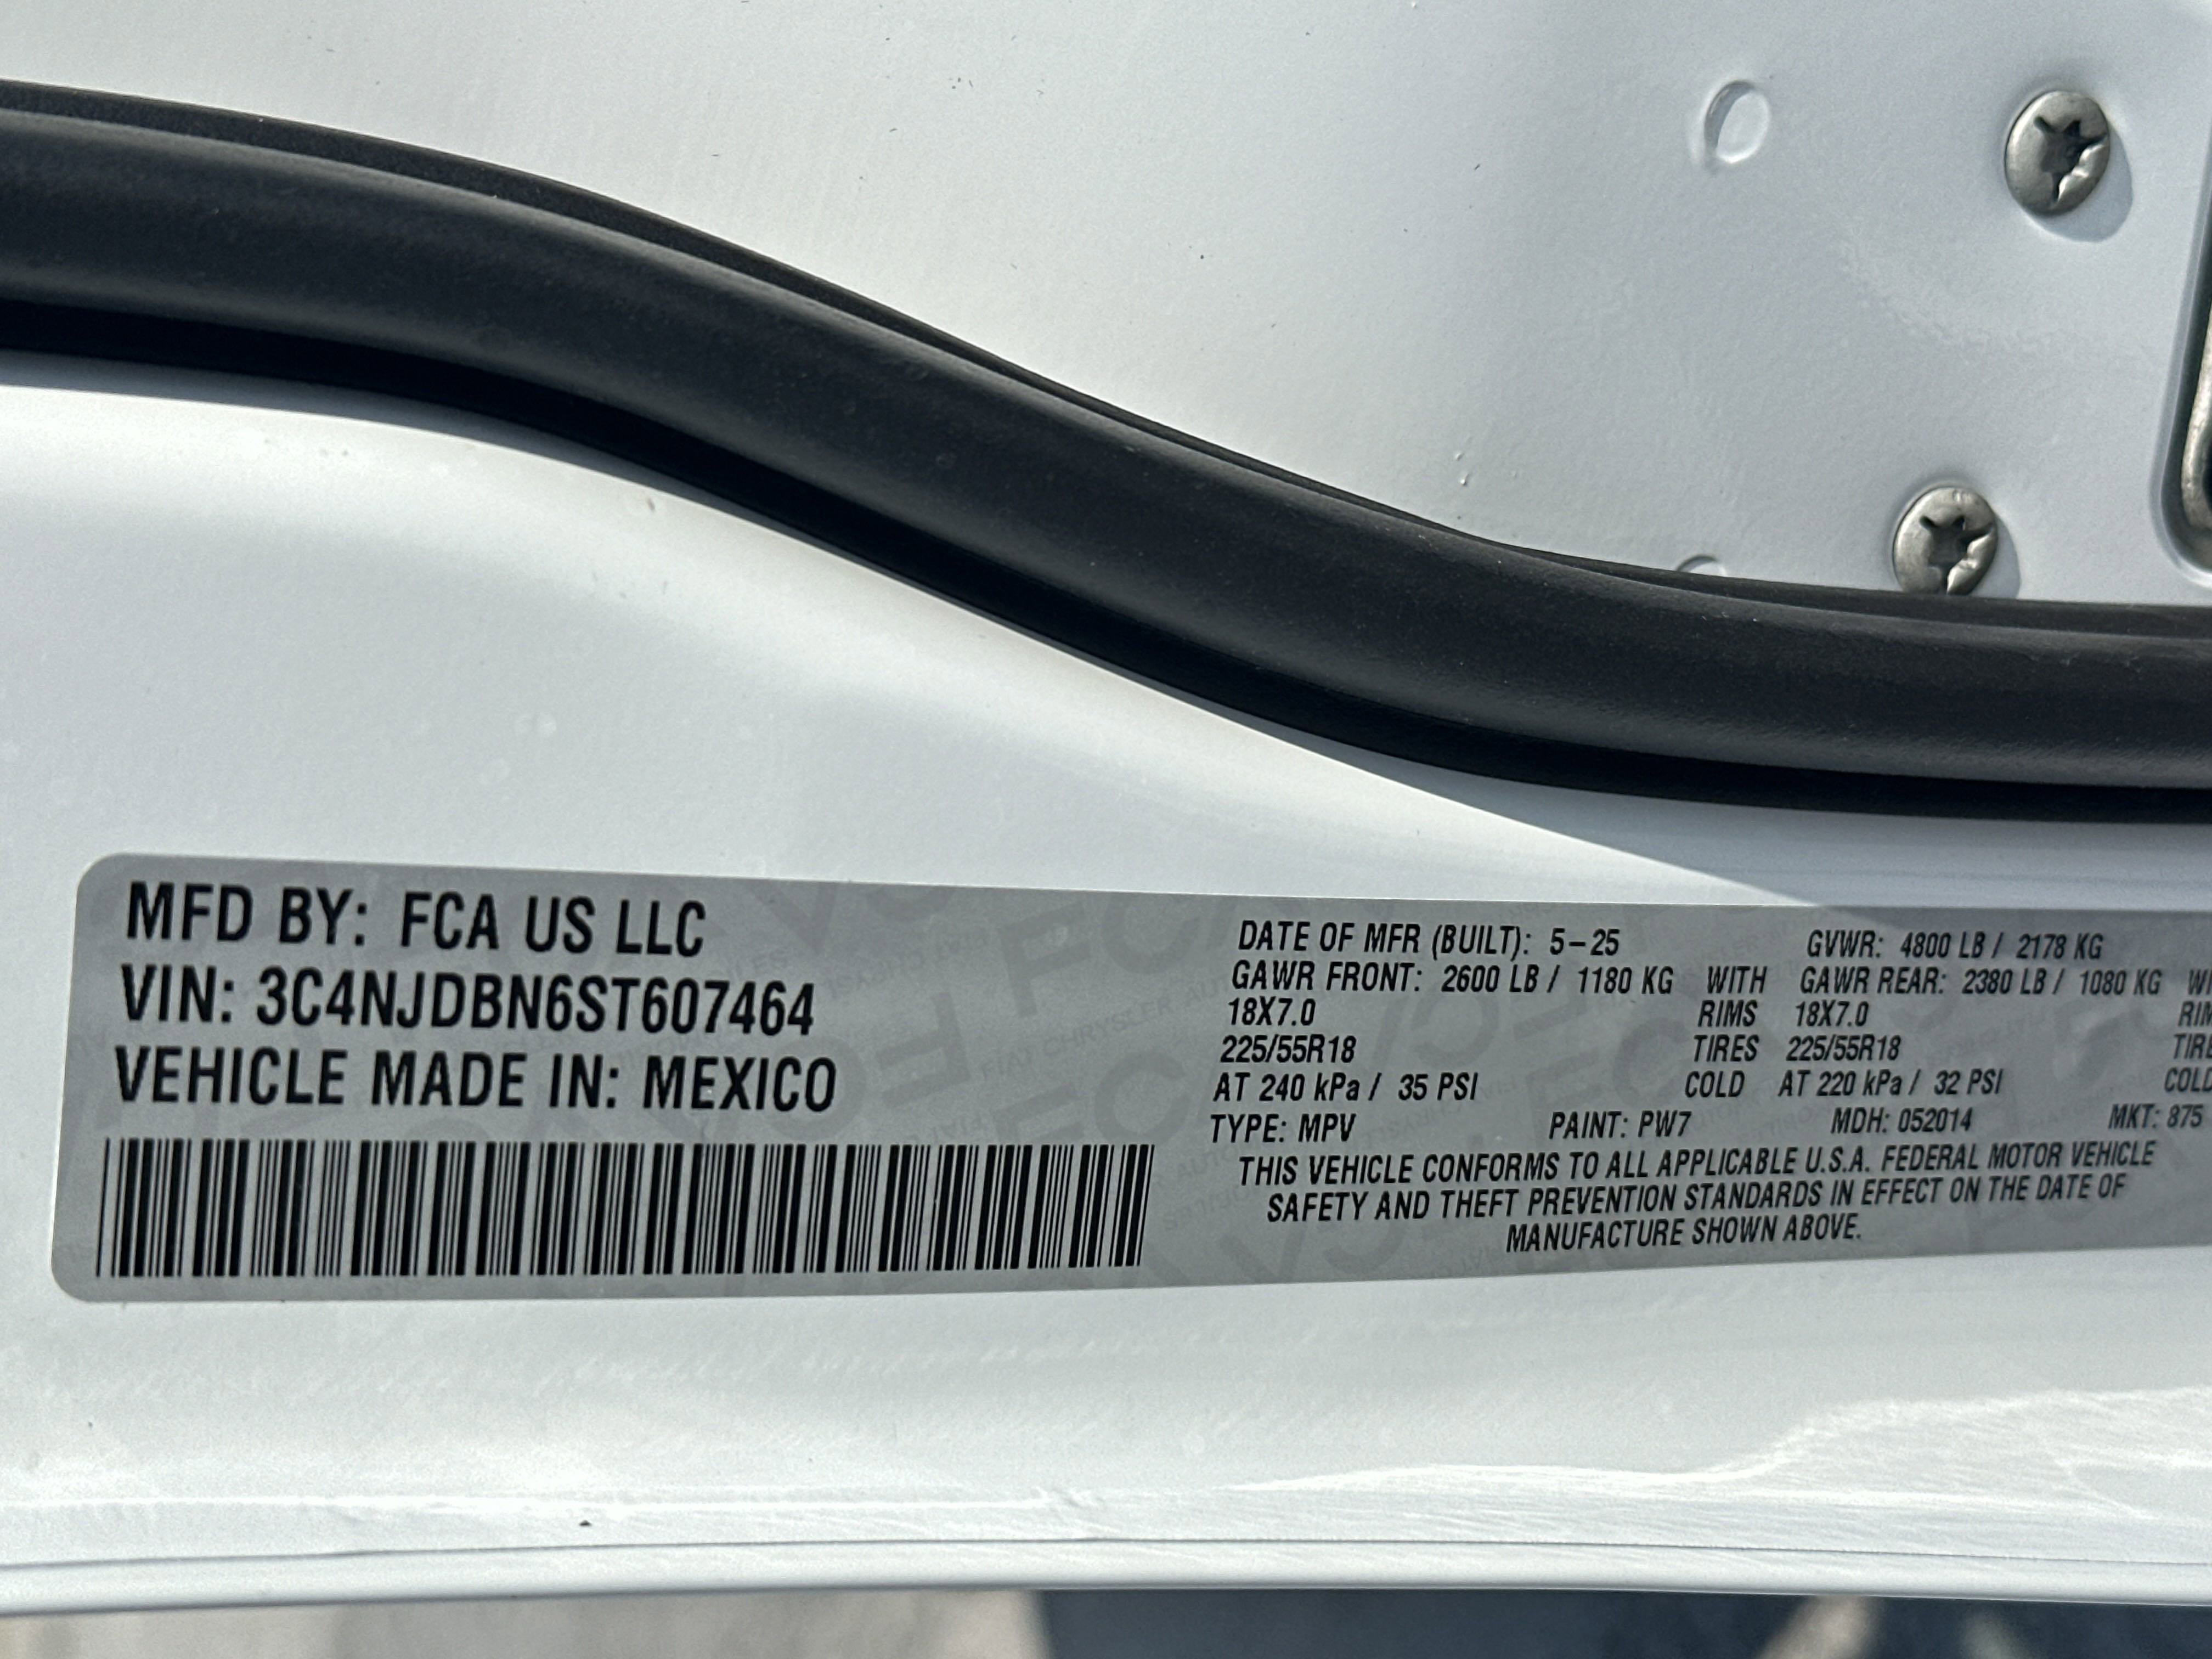 MFD BY: FCA US LLC
VIN: 3C4NJDBN6ST607464
VEHICLE MADE IN: MEXICO
DATE OF MFR (BUILT): 5-25 GVWR: 4800 LB / 2178 KG
GAWR FRONT: 2600 LB / 1180 KG WITH GAWR REAR: 2380 LB / 1080 KG
18X7.0 RIMS 18X7.0
225/55R18 TIRES 225/55R18
AT 240 kPa / 35 PSI COLD AT 220 kPa / 32 PSI COLD
TYPE: MPV PAINT: PW7 MDH: 052014 MKT: 875
THIS VEHICLE CONFORMS TO ALL APPLICABLE U.S.A. FEDERAL MOTOR VEHICLE
SAFETY AND THEFT PREVENTION STANDARDS IN EFFECT ON THE DATE OF
MANUFACTURE SHOWN ABOVE.